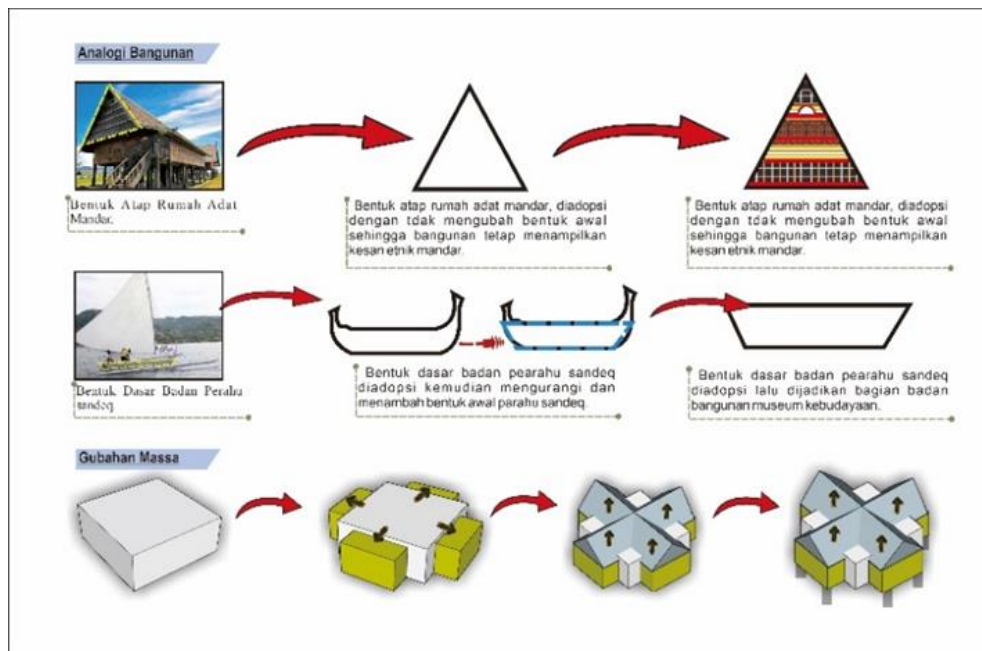 Analogi Bangunan
Bentuk Atap Rumah Adat
Mandar.
Bentuk atap rumah adat mandar, diadopsi
dengan tdak mengubah bentuk awal
sehingga bangunan tetap menampilkan
kesan etnik mandar.
Bentuk atap rumah adat mandar, diadopsi
dengan tdak mengubah bentuk awal
sehingga bangunan tetap menampilkan
kesan etnik mandar.
Bentuk Dasar Badan Perahu
sandeq
Bentuk dasar badan pearahu sandeq
diadopsi kemudian mengurangi dan
menambah bentuk awal parahu sandeq.
Bentuk dasar badan pearahu sandeq
diadopsi lalu dijadikan bagian badan
bangunan museum kebudayaan.
Gubahan Massa